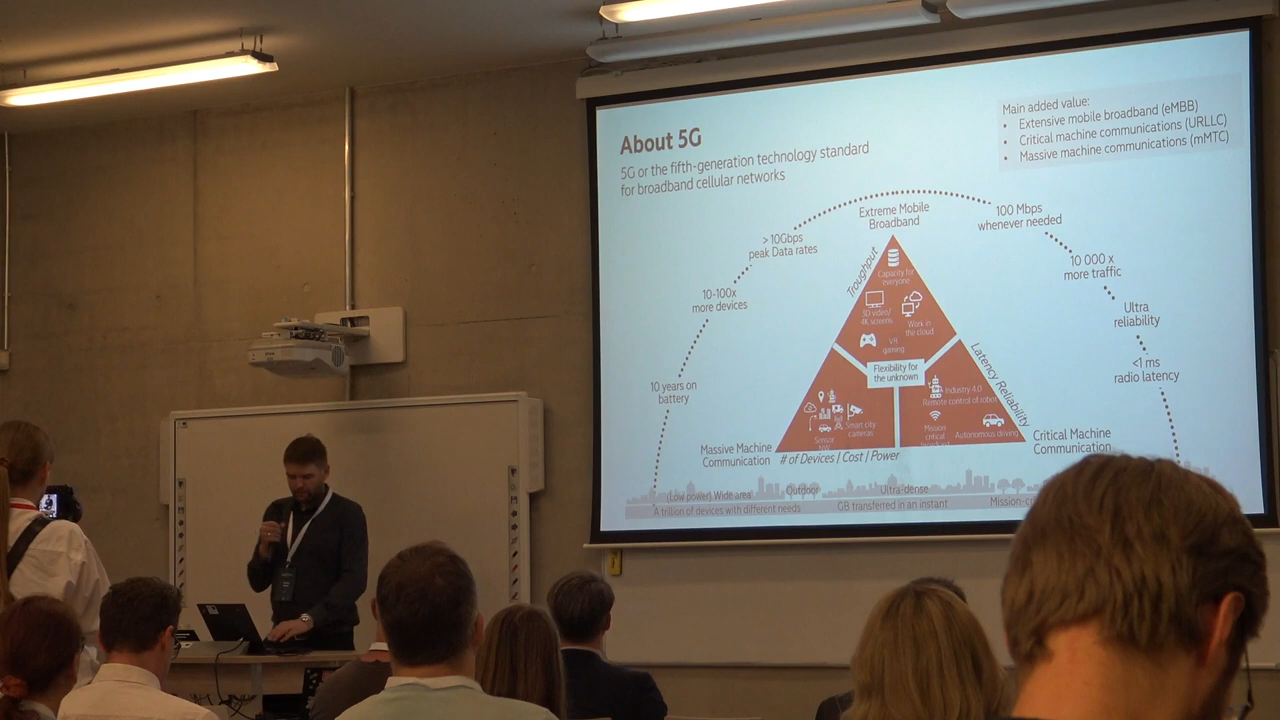 About 5G
5G or the fifth-generation technology standard
for broadband cellular networks
Main added value:
• Extensive mobile broadband (eMBB)
• Critical machine communications (URLLC)
• Massive machine communications (mMTC)
Extreme Mobile
Broadband
100 Mbps
whenever needed
> 10Gbps
peak Data rates
10 000 x
more traffic
10-100x
more devices
Ultra
reliability
<1 ms
radio latency
10 years on
battery
Troughput
Capacity for
everyone
3D video/
4K screens
Work in
the cloud
VR
gaming
Flexibility for
the unknown
Latency Reliability
Industry 4.0
Remote control of robot
Smart city
cameras
Sensor
Mission
critical
Autonomous driving
Massive Machine
Communication
# of Devices | Cost | Power
Critical Machine
Communication
(Low power) Wide area
Outdoor
Ultra-dense
A trillion of devices with different needs
GB transferred in an instant